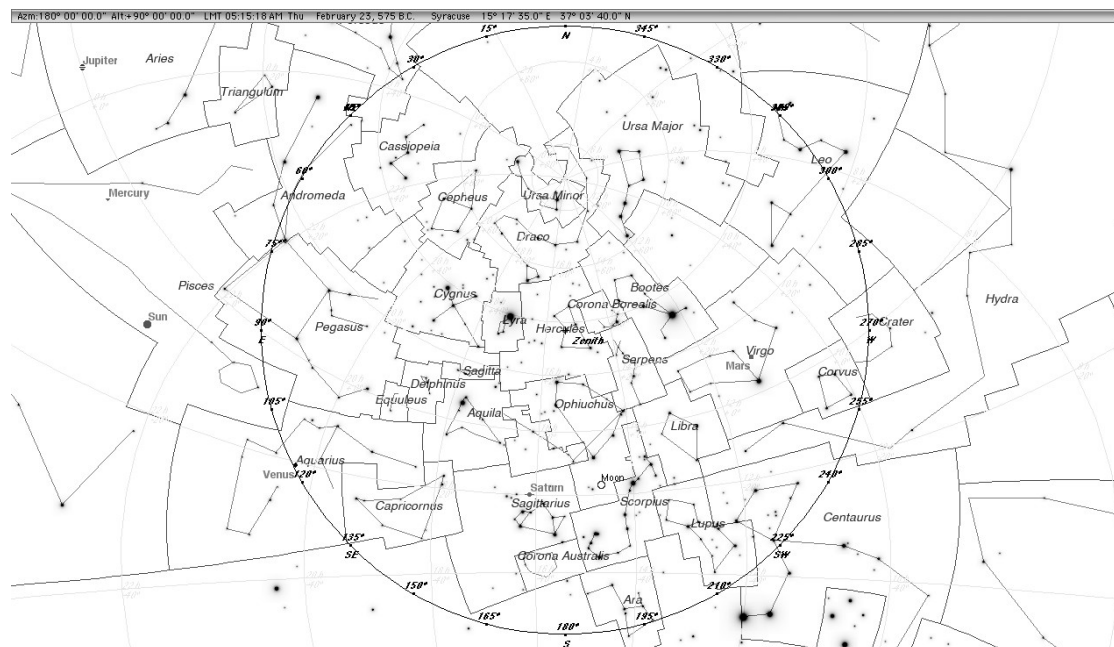 Azm:180° 00' 00.0" Alt:+90° 00' 00.0" LMT 05:15:18 AM Thu February 23, 575 B.C. Syracuse 15° 17' 35.0" E 37° 03' 40.0" N
15° N 345°
30° 330°
Jupiter Aries
Triangulum
Cassiopeia Ursa Major
Leo
60° 300°
Mercury Andromeda Cepheus Ursa Minor
Draco
75° 285°
Pisces Cygnus Corona Borealis Bootes Hydra
Sun Pegasus Lyra Hercules Crater
90° 270°
E W
Zenith
Serpens Virgo
Mars
Sagitta
Delphinus Corvus
Equuleus
105° Aquila Ophiuchus 255°
Libra
Aquarius
Venus 120° 240°
Moon
Saturn
Capricornus Sagittarius Scorpius
Lupus Centaurus
135° 225°
SE SW
Corona Australis
150° 210°
Ara
165° 195°
180°
S